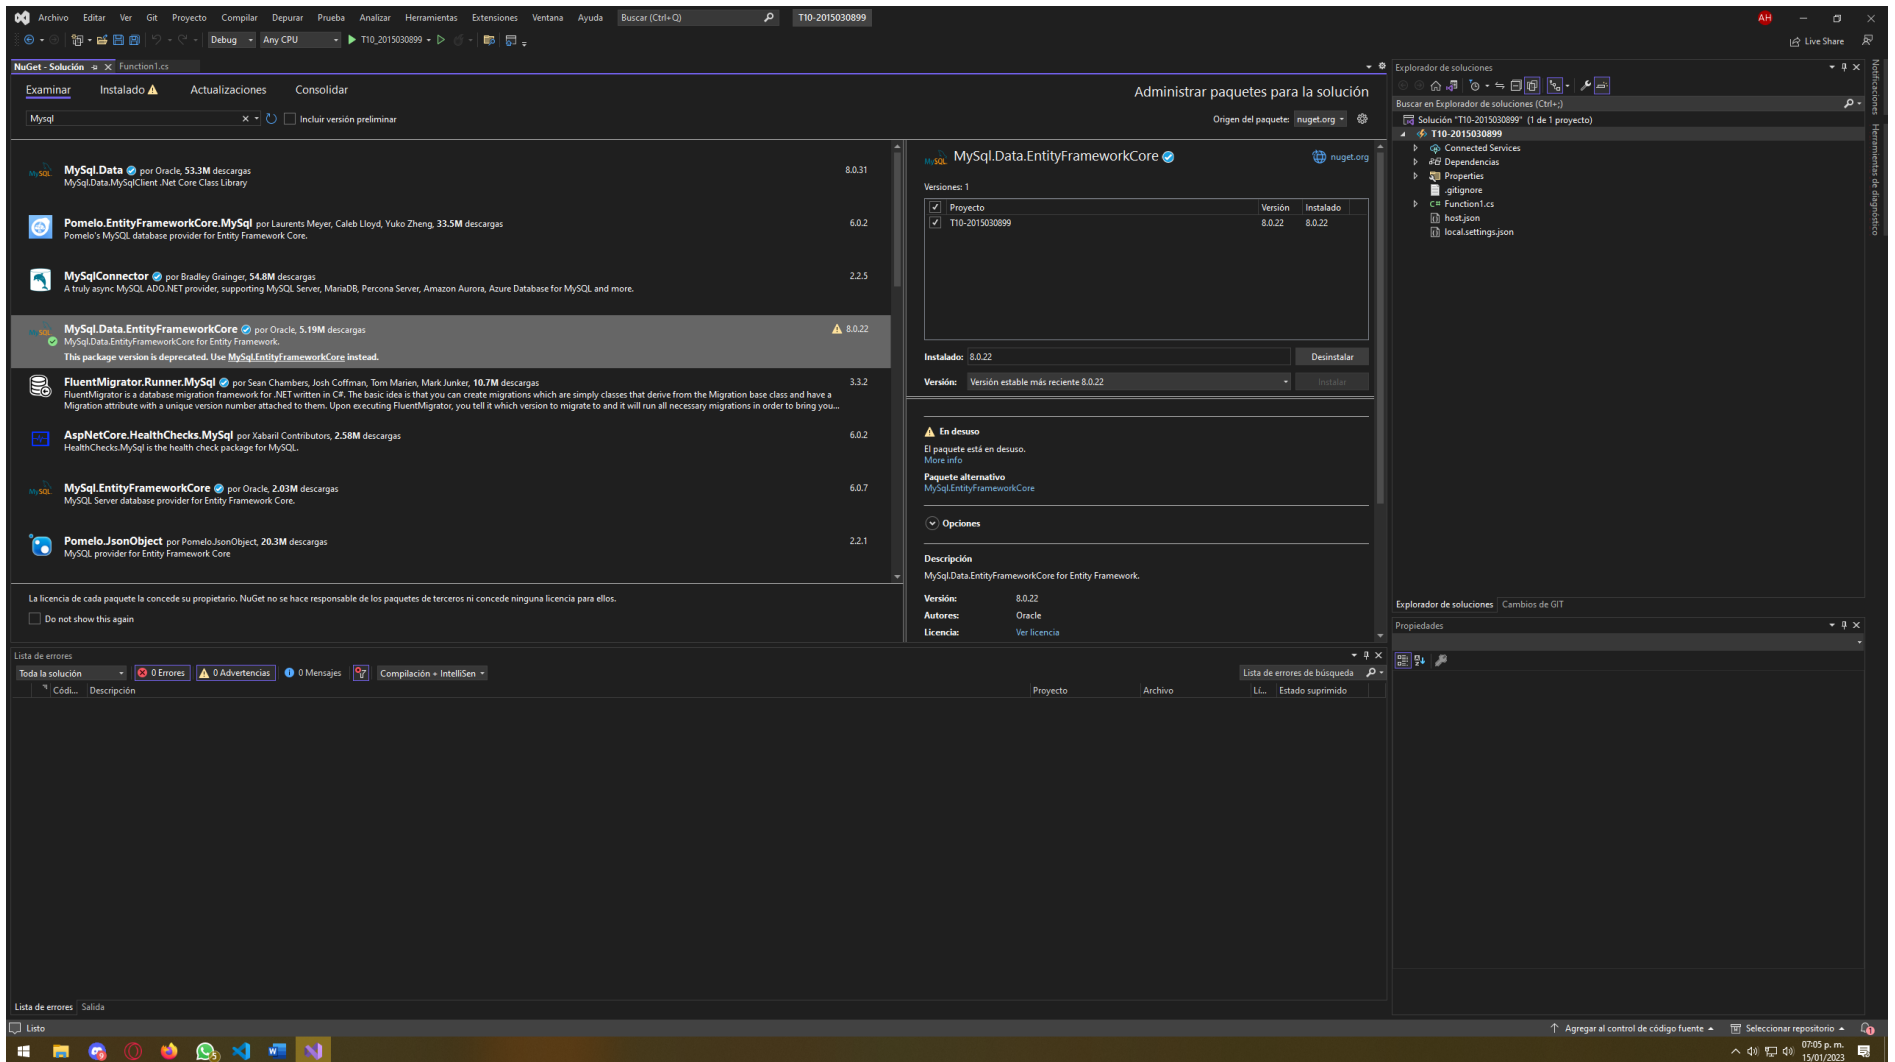 Archivo Editar Ver Git Proyecto Compilar Depurar Prueba Analizar Herramientas Extensiones Ventana Ayuda Buscar (Ctrl+Q) T10-2015030899 AH
Debug Any CPU T10_2015030899 Live Share
NuGet - Solución Function1.cs
Examinar Instalado Actualizaciones Consolidar Administrar paquetes para la solución
Mysql Incluir versión preliminar Origen del paquete: nuget.org
MySql.Data por Oracle, 53.3M descargas 8.0.31
MySql.Data.MySqlClient .Net Core Class Library
Pomelo.EntityFrameworkCore.MySql por Laurents Meyer, Caleb Lloyd, Yuko Zheng, 33.5M descargas 6.0.2
Pomelo's MySQL database provider for Entity Framework Core.
MySqlConnector por Bradley Grainger, 54.8M descargas 2.2.5
A truly async MySQL ADO.NET provider, supporting MySQL Server, MariaDB, Percona Server, Amazon Aurora, Azure Database for MySQL and more.
MySql.Data.EntityFrameworkCore por Oracle, 5.19M descargas 8.0.22
MySql.Data.EntityFrameworkCore for Entity Framework.
This package version is deprecated. Use MySql.EntityFrameworkCore instead.
FluentMigrator.Runner.MySql por Sean Chambers, Josh Coffman, Tom Marien, Mark Junker, 10.7M descargas 3.3.2
FluentMigrator is a database migration framework for .NET written in C#. The basic idea is that you can create migrations which are simply classes that derive from the Migration base class and have a
Migration attribute with a unique version number attached to them. Upon executing FluentMigrator, you tell it which version to migrate to and it will run all necessary migrations in order to bring you...
AspNetCore.HealthChecks.MySql por Xabaril Contributors, 2.58M descargas 6.0.2
HealthChecks.MySql is the health check package for MySQL.
MySql.EntityFrameworkCore por Oracle, 2.03M descargas 6.0.7
MySQL Server database provider for Entity Framework Core.
Pomelo.JsonObject por Pomelo.JsonObject, 20.3M descargas 2.2.1
MySQL provider for Entity Framework Core
La licencia de cada paquete la concede su propietario. NuGet no se hace responsable de los paquetes de terceros ni concede ninguna licencia para ellos.
Do not show this again
MySQL MySql.Data.EntityFrameworkCore nuget.org
Versiones: 1
Proyecto Versión Instalado
T10-2015030899 8.0.22 8.0.22
Instalado: 8.0.22 Desinstalar
Versión: Versión estable más reciente 8.0.22 Instalar
En desuso
El paquete está en desuso.
More info
Paquete alternativo
MySql.EntityFrameworkCore
Opciones
Descripción
MySql.Data.EntityFrameworkCore for Entity Framework.
Versión: 8.0.22
Autores: Oracle
Licencia: Ver licencia
Explorador de soluciones
Buscar en Explorador de soluciones (Ctrl+;)
Solución "T10-2015030899" (1 de 1 proyecto)
T10-2015030899
Connected Services
Dependencias
Properties
.gitignore
C# Function1.cs
host.json
local.settings.json
Explorador de soluciones Cambios de GIT
Propiedades
Notificaciones
Herramientas de diagnóstico
Lista de errores
Toda la solución 0 Errores 0 Advertencias 0 Mensajes Compilación + IntelliSen Lista de errores de búsqueda
Códi... Descripción Proyecto Archivo Lí... Estado suprimido
Lista de errores Salida
Listo Agregar al control de código fuente Seleccionar repositorio
07:05 p. m.
15/01/2023